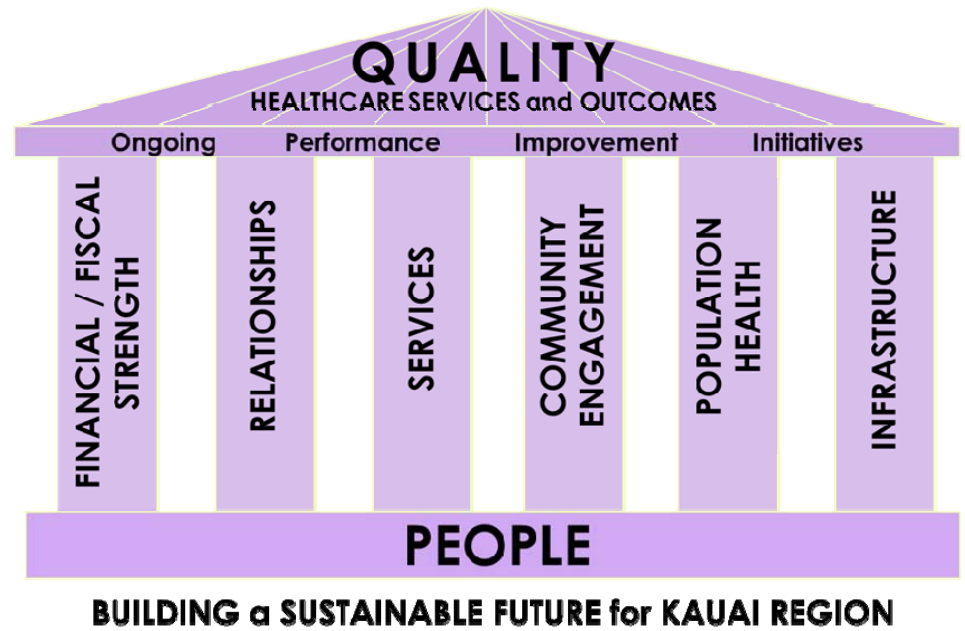 QUALITY
HEALTHCARE SERVICES and OUTCOMES
Ongoing Performance Improvement Initiatives
FINANCIAL / FISCAL
STRENGTH
RELATIONSHIPS
SERVICES
COMMUNITY
ENGAGEMENT
POPULATION
HEALTH
INFRASTRUCTURE
PEOPLE
BUILDING a SUSTAINABLE FUTURE for KAUAI REGION